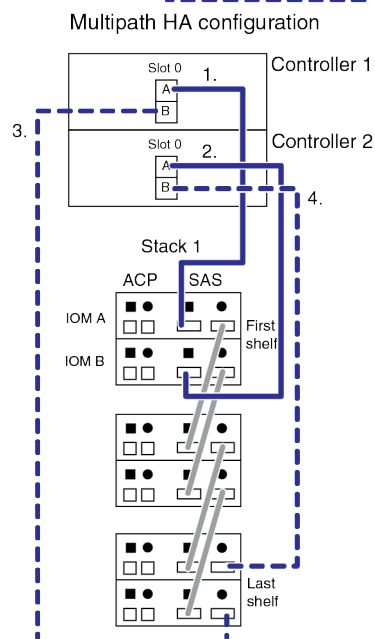 Multipath HA configuration
Controller 1
Slot 0
1.
A
B
3.
Controller 2
Slot 0
2.
A
B
4.
Stack 1
ACP SAS
IOM A
First
shelf
IOM B
Last
shelf